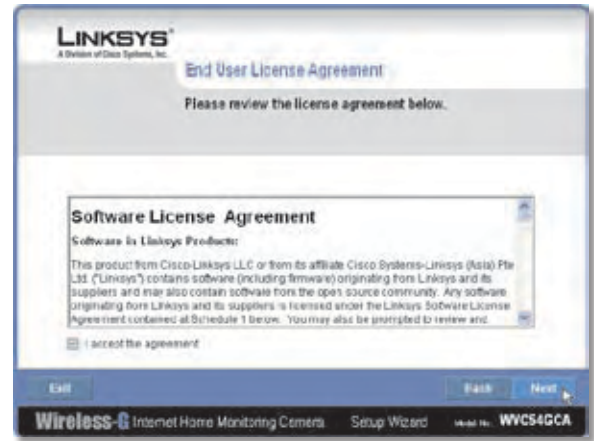 LINKSYS®
A Division of Cisco Systems, Inc.
End User License Agreement
Please review the license agreement below.
Software License Agreement
Software in Linksys Products:
This product from Cisco-Linksys LLC or from its affiliate Cisco Systems-Linksys (Asia) Pte
Ltd. ("Linksys") contains software (including firmware) originating from Linksys and its
suppliers and may also contain software from the open source community. Any software
originating from Linksys and its suppliers is licensed under the Linksys Software License
Agreement contained at Schedule 1 below. You may also be prompted to review and
I accept the agreement
Exit
Back
Next
Wireless-G Internet Home Monitoring Camera
Setup Wizard
Model No. WVC54GCA